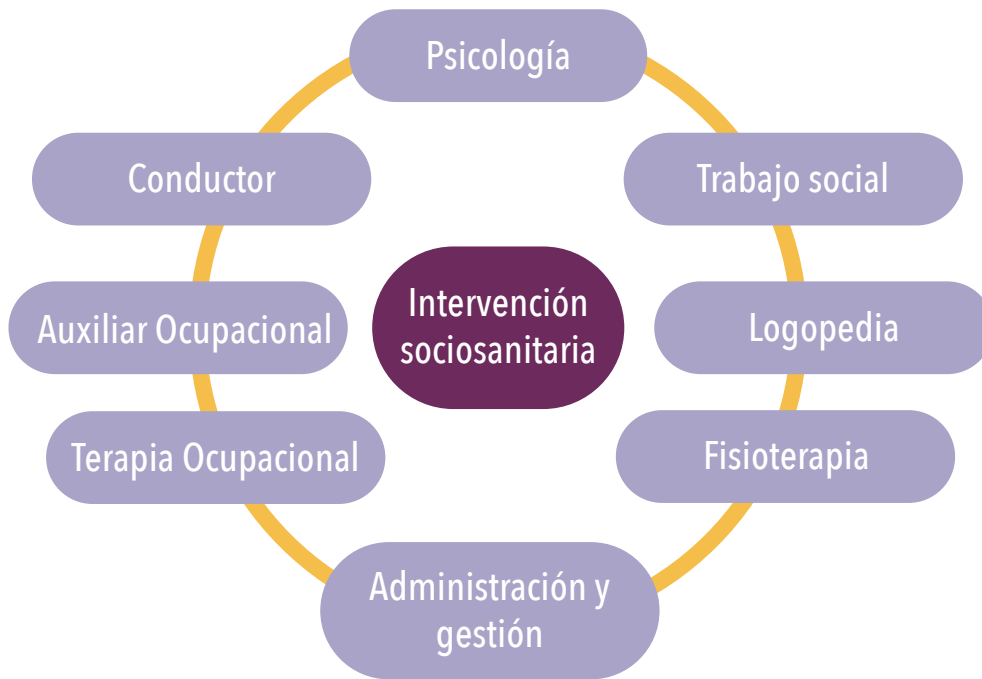 Psicología
Conductor
Trabajo social
Intervención
sociosanitaria
Auxiliar Ocupacional
Logopedia
Terapia Ocupacional
Fisioterapia
Administración y
gestión